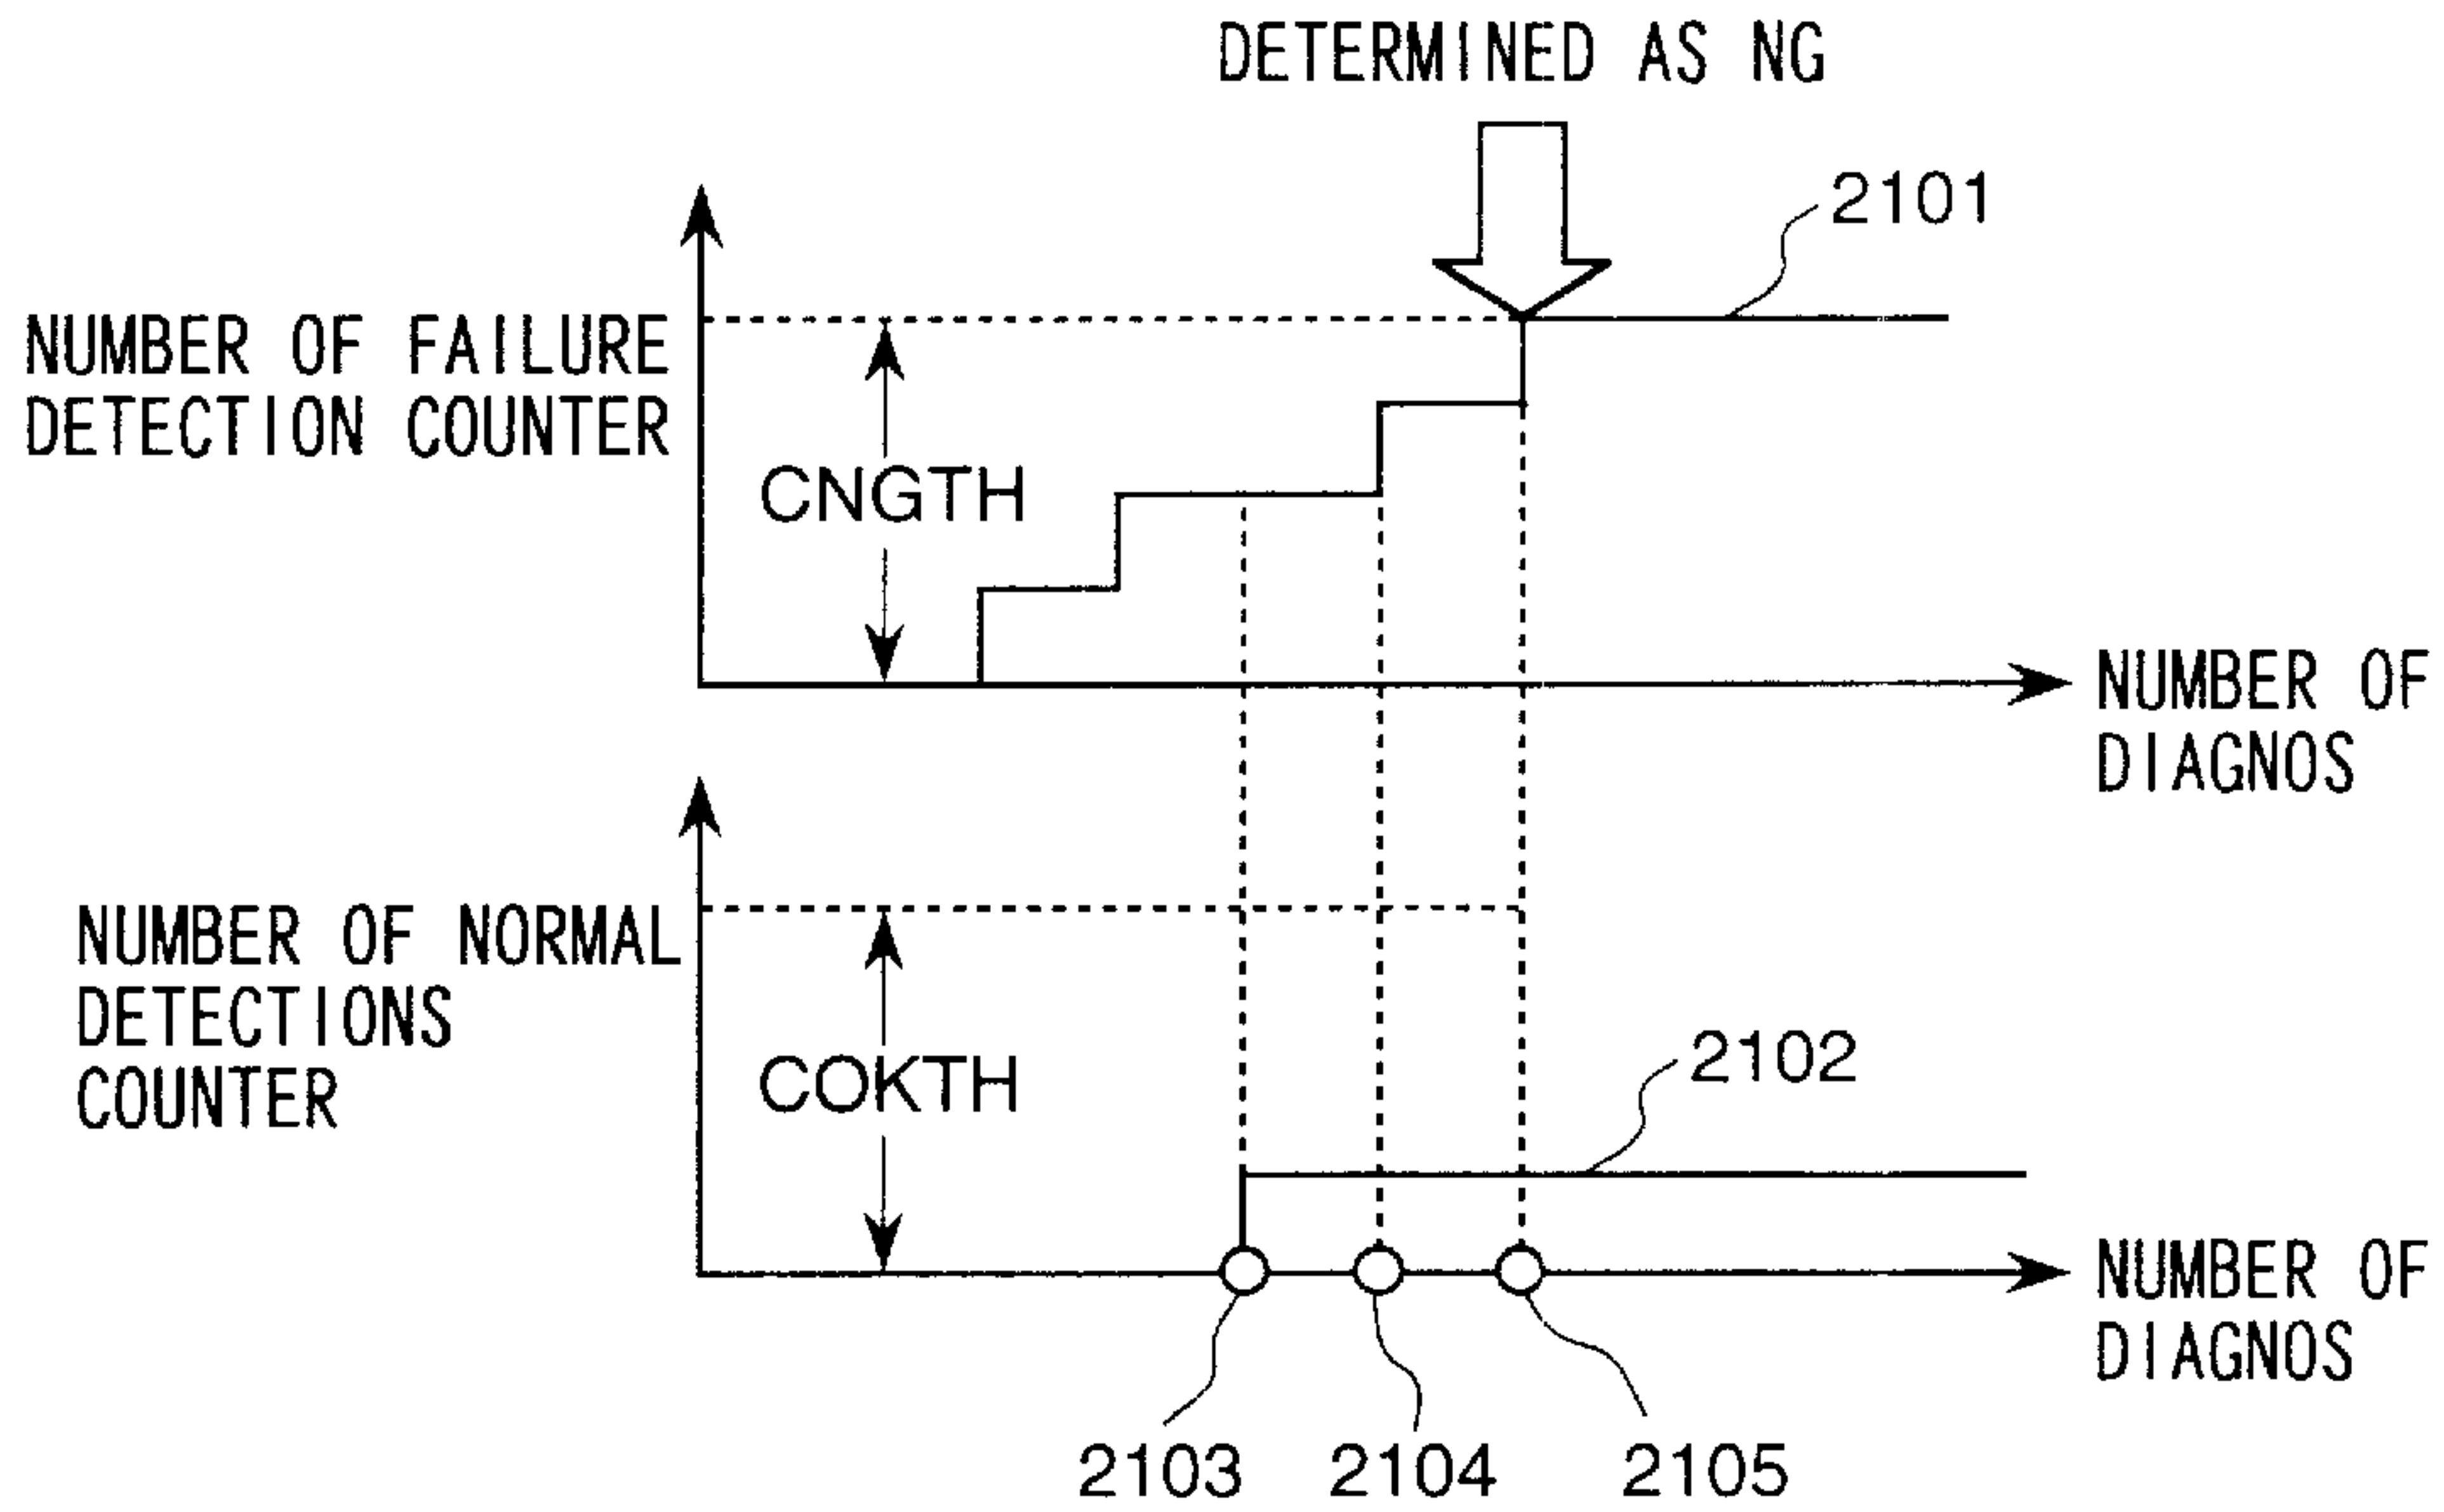 DETERMINED AS NG
2101
NUMBER OF FAILURE
DETECTION COUNTER
CNGTH
NUMBER OF
DIAGNOS
NUMBER OF NORMAL
DETECTIONS
COUNTER
COKTH
2102
NUMBER OF
DIAGNOS
2103
2104
2105